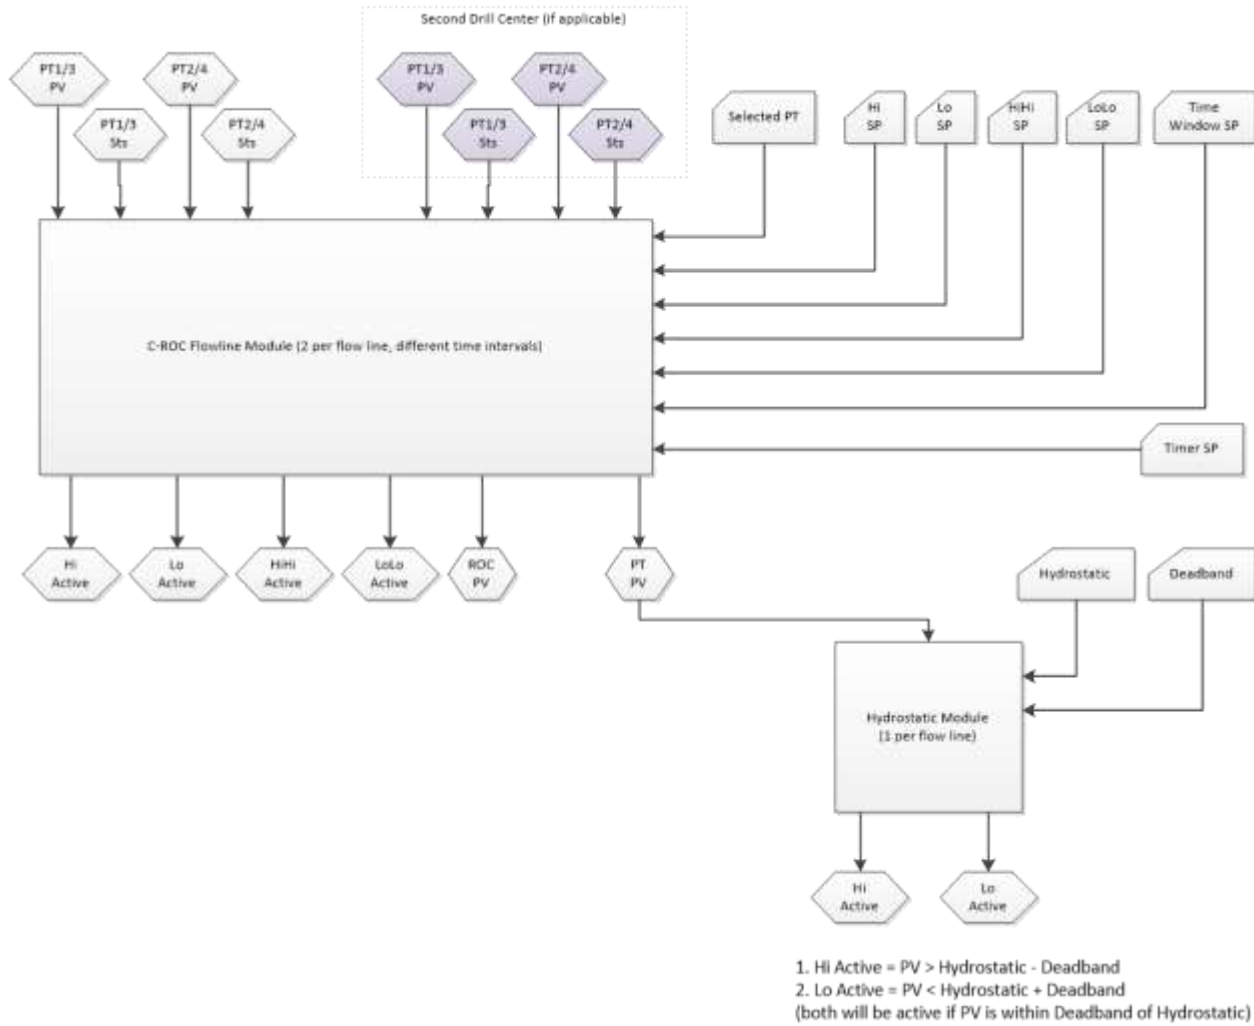 Second Drill Center (if applicable)
PT1/3
PV
PT2/4
PV
PT1/3
Sts
PT2/4
Sts
PT1/3
PV
PT2/4
PV
PT1/3
Sts
PT2/4
Sts
Selected PT
Hi
SP
Lo
SP
HiHi
SP
LoLo
SP
Time
Window SP
C-ROC Flowline Module (2 per flow line, different time intervals)
Timer SP
Hi
Active
Lo
Active
HiHi
Active
LoLo
Active
ROC
PV
PT
PV
Hydrostatic
Deadband
Hydrostatic Module
(1 per flow line)
Hi
Active
Lo
Active
1. Hi Active = PV > Hydrostatic - Deadband
2. Lo Active = PV < Hydrostatic + Deadband
(both will be active if PV is within Deadband of Hydrostatic)